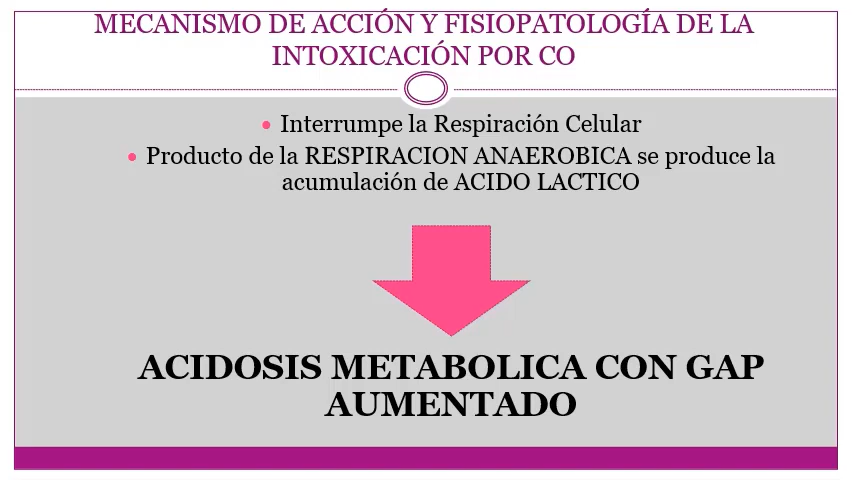 MECANISMO DE ACCIÓN Y FISIOPATOLOGÍA DE LA
INTOXICACIÓN POR CO
• Interrumpe la Respiración Celular
• Producto de la RESPIRACION ANAEROBICA se produce la
acumulación de ACIDO LACTICO
ACIDOSIS METABOLICA CON GAP
AUMENTADO